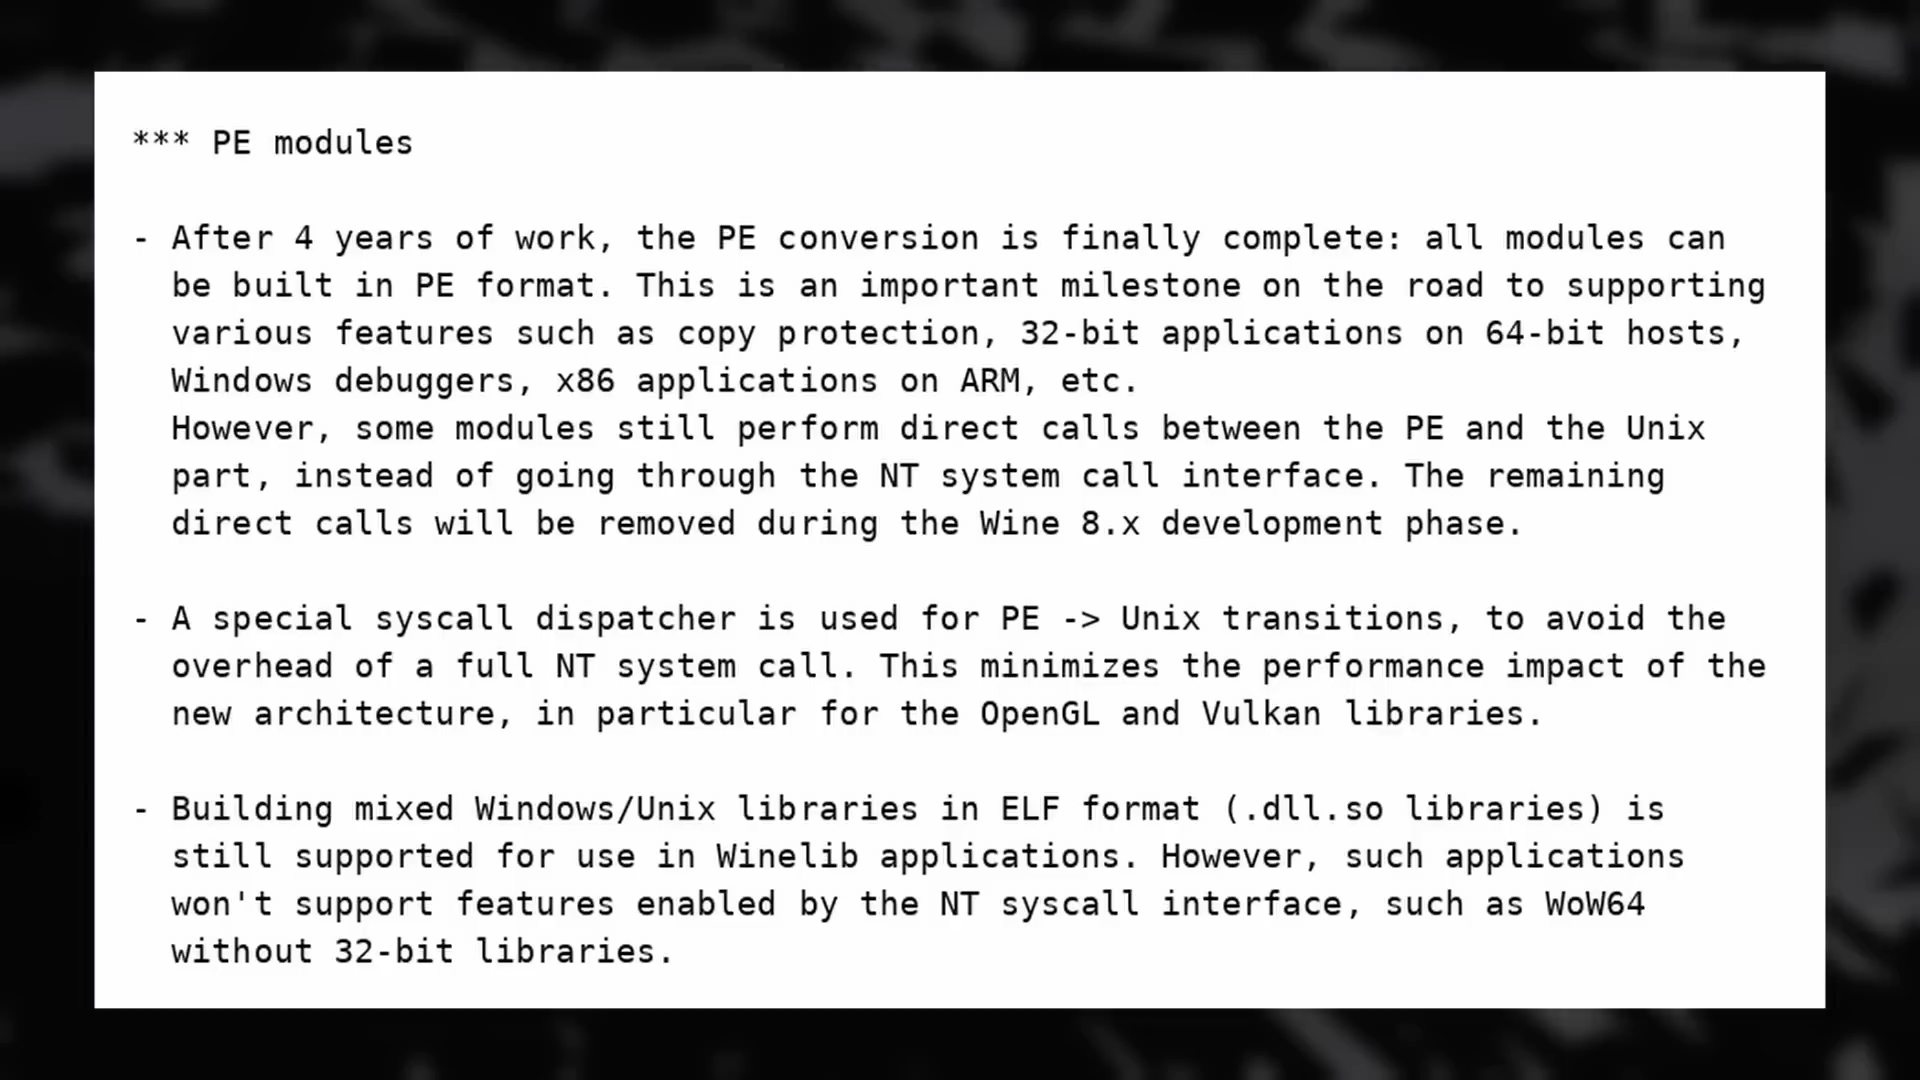 *** PE modules
- After 4 years of work, the PE conversion is finally complete: all modules can
be built in PE format. This is an important milestone on the road to supporting
various features such as copy protection, 32-bit applications on 64-bit hosts,
Windows debuggers, x86 applications on ARM, etc.
However, some modules still perform direct calls between the PE and the Unix
part, instead of going through the NT system call interface. The remaining
direct calls will be removed during the Wine 8.x development phase.
- A special syscall dispatcher is used for PE -> Unix transitions, to avoid the
overhead of a full NT system call. This minimizes the performance impact of the
new architecture, in particular for the OpenGL and Vulkan libraries.
- Building mixed Windows/Unix libraries in ELF format (.dll.so libraries) is
still supported for use in Winelib applications. However, such applications
won't support features enabled by the NT syscall interface, such as WoW64
without 32-bit libraries.